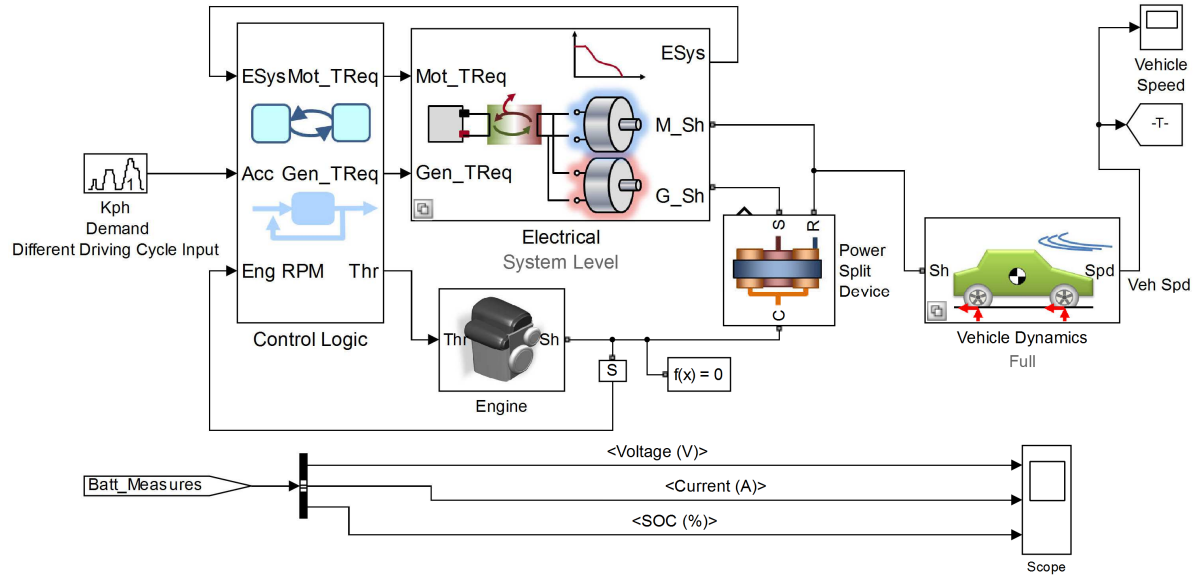 ESys Mot_TReq
Acc Gen_TReq
Eng RPM Thr
Control Logic
Kph
Demand
Different Driving Cycle Input
Mot_TReq
ESys
M_Sh
Gen_TReq
G_Sh
Electrical
System Level
Thr Sh
Engine
S
f(x) = 0
S R
C
Power
Split
Device
Sh Spd
Veh Spd
Vehicle Dynamics
Full
Vehicle
Speed
-T-
Batt_Measures
<Voltage (V)>
<Current (A)>
<SOC (%)>
Scope